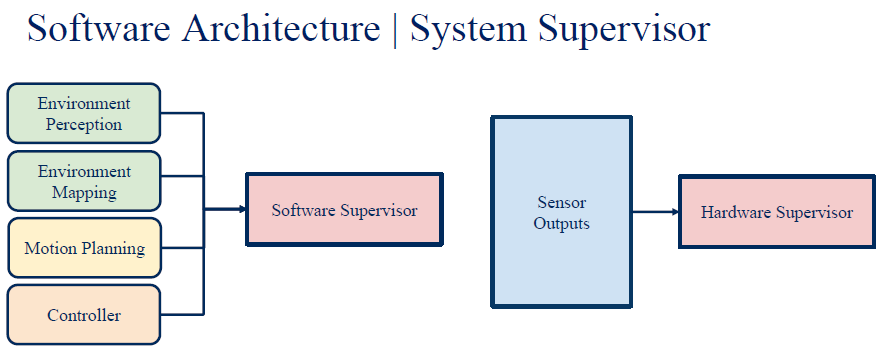 Software Architecture | System Supervisor
Environment
Perception
Environment
Mapping
Motion Planning
Controller
Software Supervisor
Sensor
Outputs
Hardware Supervisor